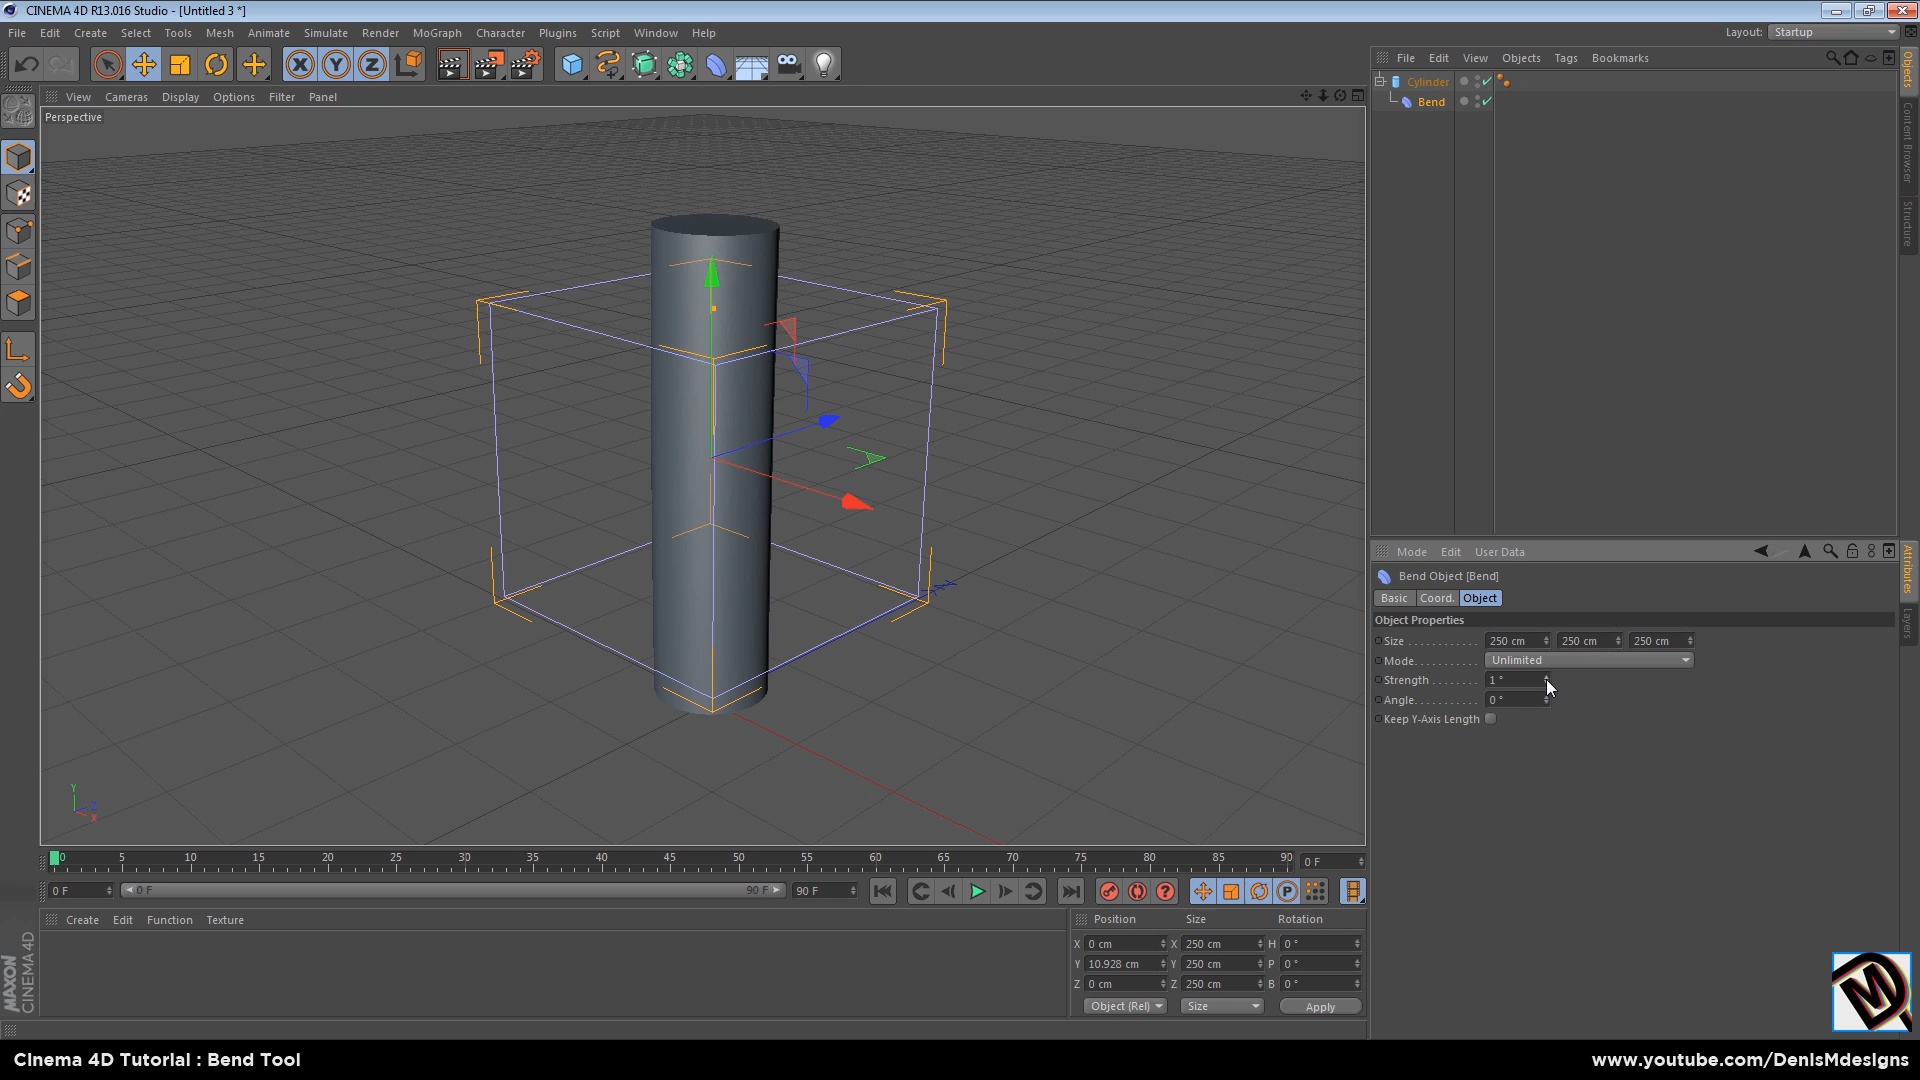 CINEMA 4D R13.016 Studio - [Untitled 3 *]
File Edit Create Select Tools Mesh Animate Simulate Render MoGraph Character Plugins Script Window Help
Layout: Startup
View Cameras Display Options Filter Panel
File Edit View Objects Tags Bookmarks
Perspective
Cylinder
Bend
Objects
Content Browser
Structure
Mode Edit User Data
Bend Object [Bend]
Basic Coord. Object
Object Properties
Size 250 cm 250 cm 250 cm
Mode Unlimited
Strength 1 °
Angle 0 °
Keep Y-Axis Length
Attributes
Layers
X Y Z
Y
Z
X
0 5 10 15 20 25 30 35 40 45 50 55 60 65 70 75 80 85 90 0 F
0 F 0 F 90 F 90 F
P
Create Edit Function Texture
Position Size Rotation
X 0 cm X 250 cm H 0 °
Y 10.928 cm Y 250 cm P 0 °
Z 0 cm Z 250 cm B 0 °
Object (Rel) Size Apply
MAXON
CINEMA 4D
Cinema 4D Tutorial : Bend Tool
www.youtube.com/DenisMdesigns